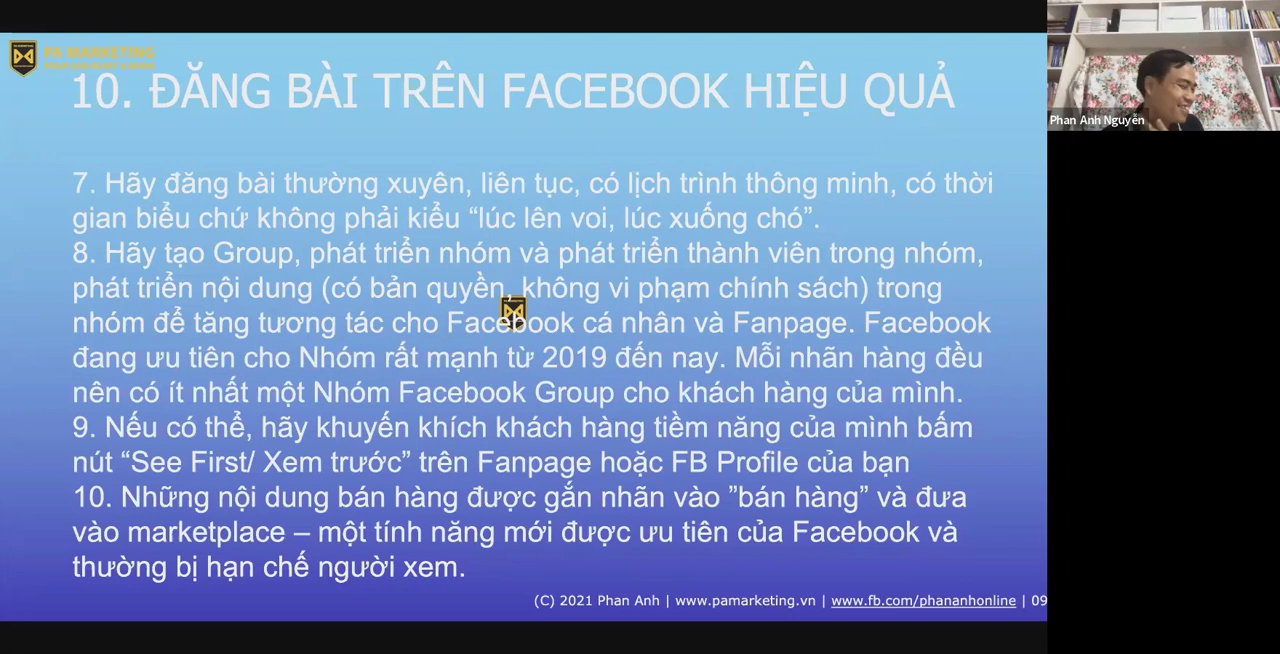 PA MARKETING
10. ĐĂNG BÀI TRÊN FACEBOOK HIỆU QUẢ
Phan Anh Nguyễn
7. Hãy đăng bài thường xuyên, liên tục, có lịch trình thông minh, có thời
gian biểu chứ không phải kiểu “lúc lên voi, lúc xuống chó”.
8. Hãy tạo Group, phát triển nhóm và phát triển thành viên trong nhóm,
phát triển nội dung (có bản quyền, không vi phạm chính sách) trong
nhóm để tăng tương tác cho Facebook cá nhân và Fanpage. Facebook
đang ưu tiên cho Nhóm rất mạnh từ 2019 đến nay. Mỗi nhãn hàng đều
nên có ít nhất một Nhóm Facebook Group cho khách hàng của mình.
9. Nếu có thể, hãy khuyến khích khách hàng tiềm năng của mình bấm
nút “See First/ Xem trước” trên Fanpage hoặc FB Profile của bạn
10. Những nội dung bán hàng được gắn nhãn vào ”bán hàng” và đưa
vào marketplace – một tính năng mới được ưu tiên của Facebook và
thường bị hạn chế người xem.
(C) 2021 Phan Anh | www.pamarketing.vn | www.fb.com/phananhonline | 09